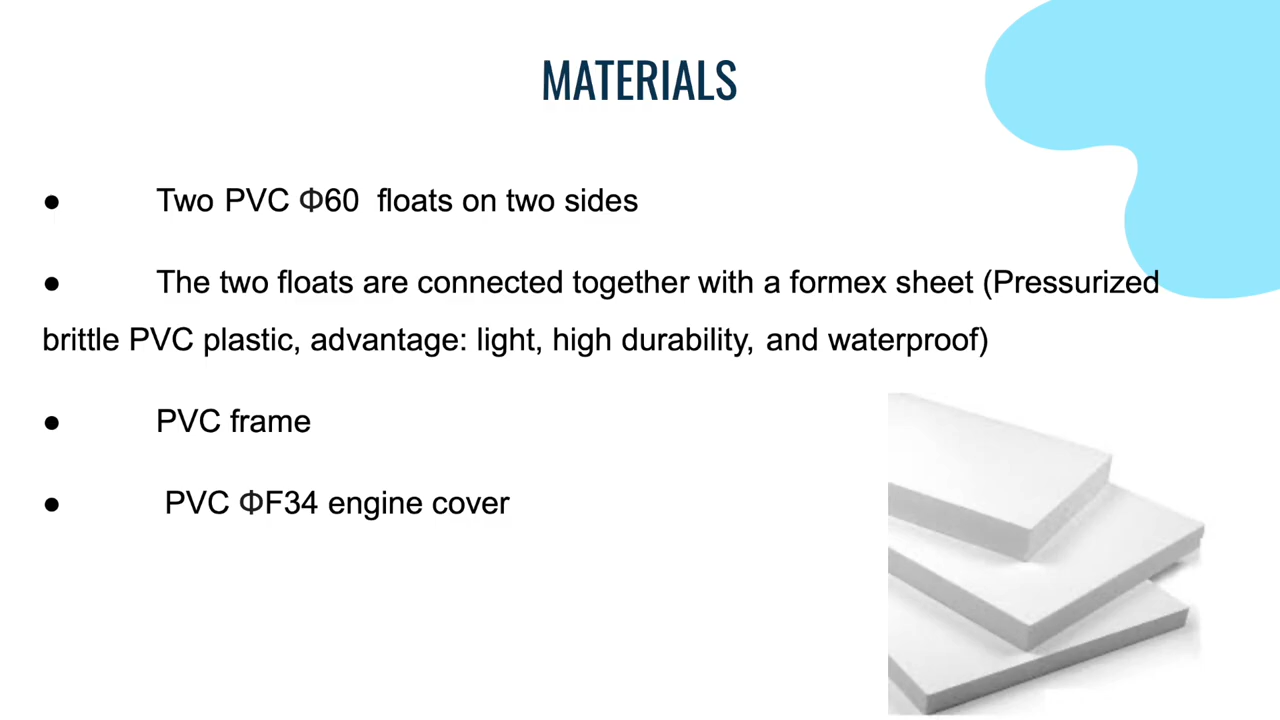 MATERIALS
● Two PVC Φ60 floats on two sides
● The two floats are connected together with a formex sheet (Pressurized
brittle PVC plastic, advantage: light, high durability, and waterproof)
● PVC frame
● PVC ΦF34 engine cover